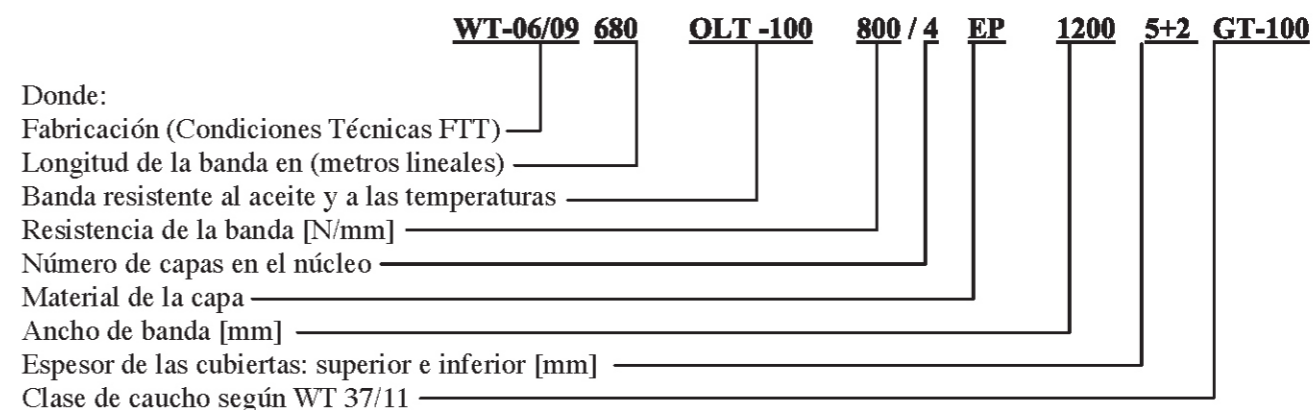 WT-06/09 680 OLT -100 800 / 4 EP 1200 5+2 GT-100
Donde:
Fabricación (Condiciones Técnicas FTT)
Longitud de la banda en (metros lineales)
Banda resistente al aceite y a las temperaturas
Resistencia de la banda [N/mm]
Número de capas en el núcleo
Material de la capa
Ancho de banda [mm]
Espesor de las cubiertas: superior e inferior [mm]
Clase de caucho según WT 37/11